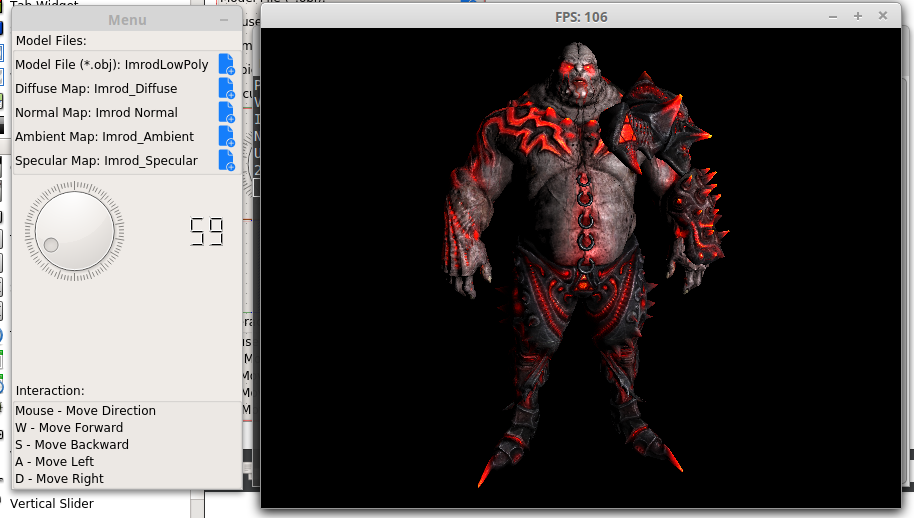 Tab Widget
Menu
Model Files:
Model File (*.obj): ImrodLowPoly
Diffuse Map: Imrod_Diffuse
Normal Map: Imrod Normal
Ambient Map: Imrod_Ambient
Specular Map: Imrod_Specular
59
Interaction:
Mouse - Move Direction
W - Move Forward
S - Move Backward
A - Move Left
D - Move Right
Vertical Slider
FPS: 106